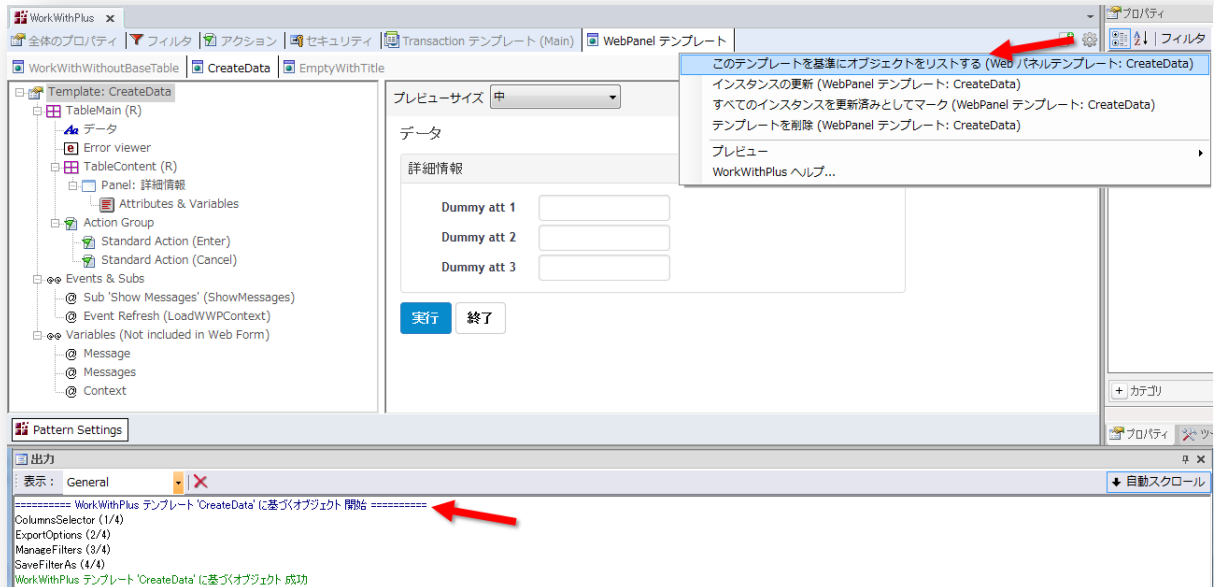 WorkWithPlus x
プロパティ
全体のプロパティ フィルタ アクション セキュリティ Transaction テンプレート (Main) WebPanel テンプレート
フィルタ
WorkWithWithoutBaseTable CreateData EmptyWithTitle
このテンプレートを基準にオブジェクトをリストする (Web パネルテンプレート: CreateData)
インスタンスの更新 (WebPanel テンプレート: CreateData)
すべてのインスタンスを更新済みとしてマーク (WebPanel テンプレート: CreateData)
テンプレートを削除 (WebPanel テンプレート: CreateData)
プレビュー
WorkWithPlus ヘルプ...
Template: CreateData
TableMain (R)
データ
Error viewer
TableContent (R)
Panel: 詳細情報
Attributes & Variables
Action Group
Standard Action (Enter)
Standard Action (Cancel)
Events & Subs
Sub 'Show Messages' (ShowMessages)
Event Refresh (LoadWWPContext)
Variables (Not included in Web Form)
Message
Messages
Context
プレビューサイズ 中
データ
詳細情報
Dummy att 1
Dummy att 2
Dummy att 3
実行 終了
+ カテゴリ
Pattern Settings
プロパティ ツー
出力
表示： General
自動スクロール
========== WorkWithPlus テンプレート 'CreateData' に基づくオブジェクト 開始 ==========
ColumnsSelector (1/4)
ExportOptions (2/4)
ManageFilters (3/4)
SaveFilterAs (4/4)
WorkWithPlus テンプレート 'CreateData' に基づくオブジェクト 成功